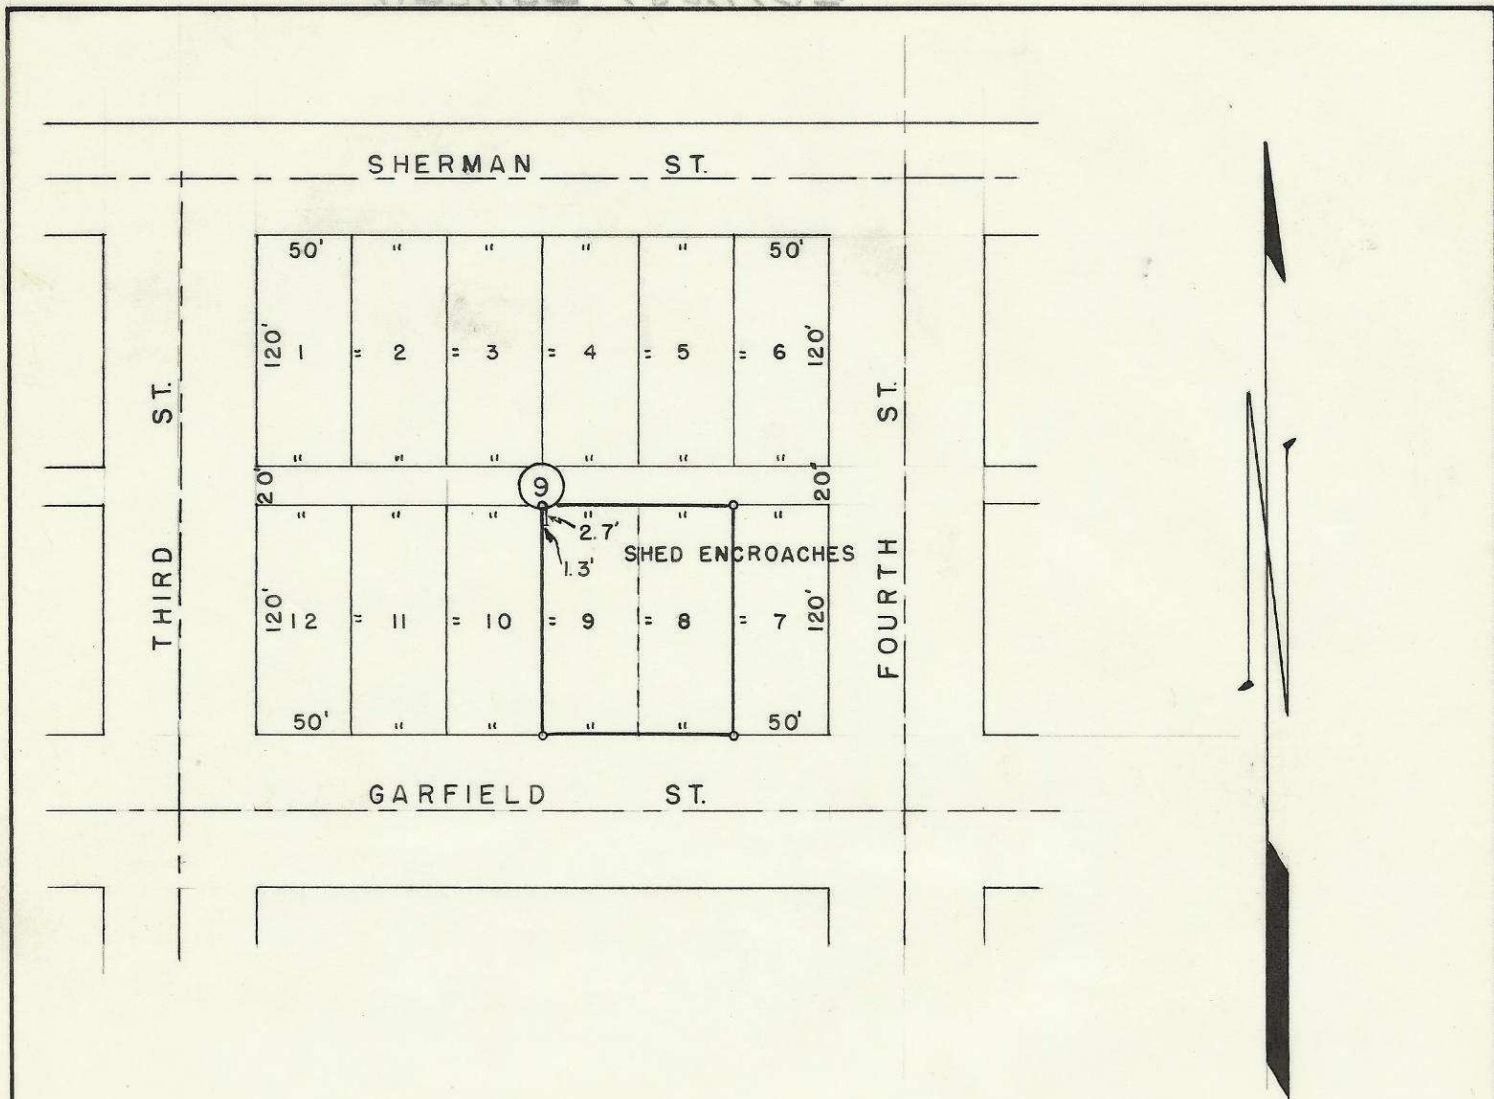 SHERMAN ST.
50' " " " " 50'
120' 1 = 2 = 3 = 4 = 5 = 6 120'
" " " " " "
THIRD ST.
FOURTH ST.
20' 9 20'
" " " " " "
2.7'
SHED ENCROACHES
1.3'
120' 12 = 11 = 10 = 9 = 8 = 7 120'
50' " " " " 50'
GARFIELD ST.
N